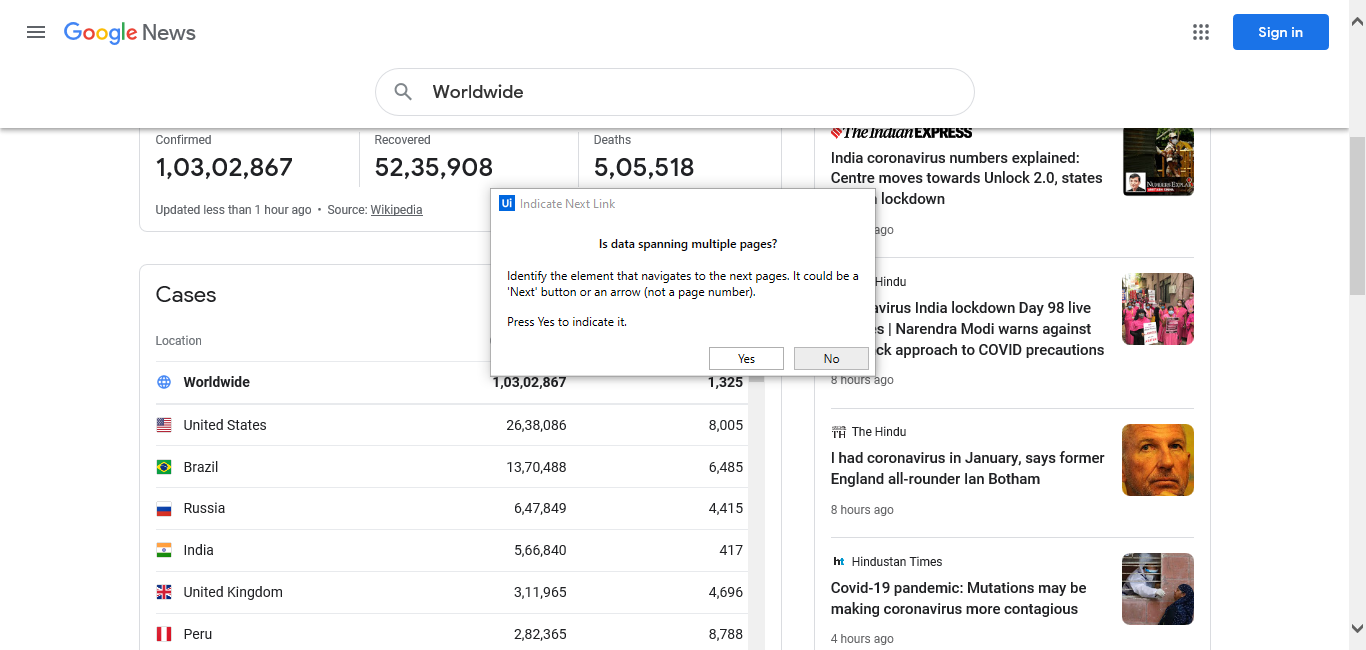 Google News
Sign in
Worldwide
Confirmed
1,03,02,867
Recovered
52,35,908
Deaths
5,05,518
Updated less than 1 hour ago • Source: Wikipedia
Cases
Location
Worldwide 1,03,02,867 1,325
United States 26,38,086 8,005
Brazil 13,70,488 6,485
Russia 6,47,849 4,415
India 5,66,840 417
United Kingdom 3,11,965 4,696
Peru 2,82,365 8,788
Ui Indicate Next Link
Is data spanning multiple pages?
Identify the element that navigates to the next pages. It could be a
'Next' button or an arrow (not a page number).
Press Yes to indicate it.
Yes No
The Indian EXPRESS
India coronavirus numbers explained:
Centre moves towards Unlock 2.0, states
lockdown
ago
Hindu
India lockdown Day 98 live
| Narendra Modi warns against
approach to COVID precautions
8 hours ago
The Hindu
I had coronavirus in January, says former
England all-rounder Ian Botham
8 hours ago
ht Hindustan Times
Covid-19 pandemic: Mutations may be
making coronavirus more contagious
4 hours ago